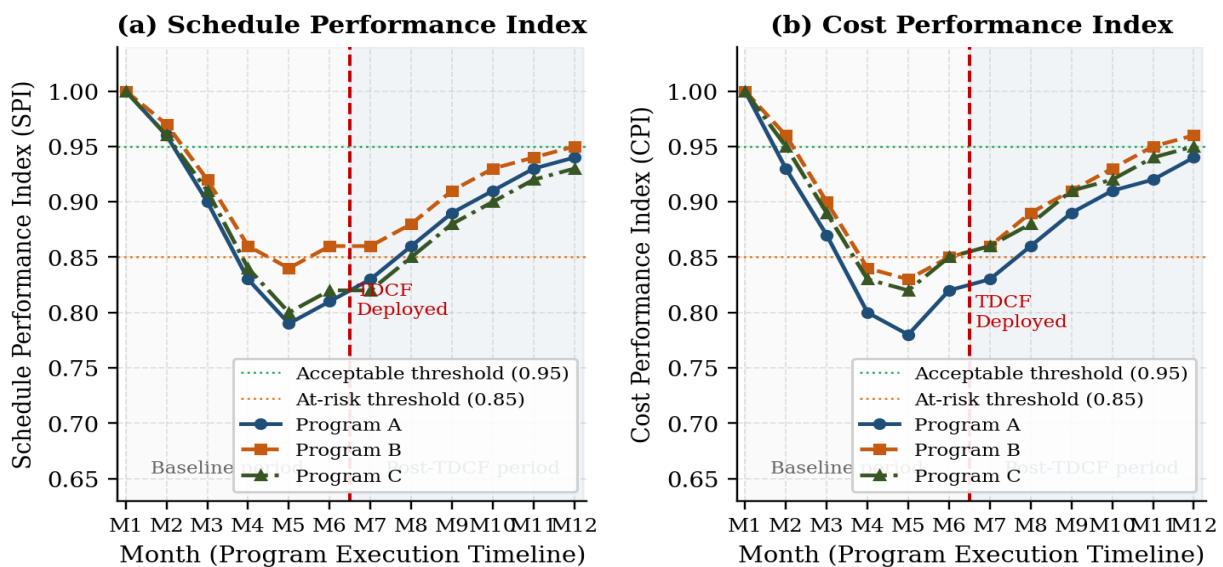 (a) Schedule Performance Index
Schedule Performance Index (SPI)
1.00
0.95
0.90
0.85
0.80
0.75
0.70
0.65
TDCF
Deployed
Acceptable threshold (0.95)
At-risk threshold (0.85)
Program A
Program B
Program C
Baseline period
Post-TDCF period
M1 M2 M3 M4 M5 M6 M7 M8 M9 M10 M11 M12
Month (Program Execution Timeline)
(b) Cost Performance Index
Cost Performance Index (CPI)
1.00
0.95
0.90
0.85
0.80
0.75
0.70
0.65
TDCF
Deployed
Acceptable threshold (0.95)
At-risk threshold (0.85)
Program A
Program B
Program C
Baseline period
Post-TDCF period
M1 M2 M3 M4 M5 M6 M7 M8 M9 M10 M11 M12
Month (Program Execution Timeline)